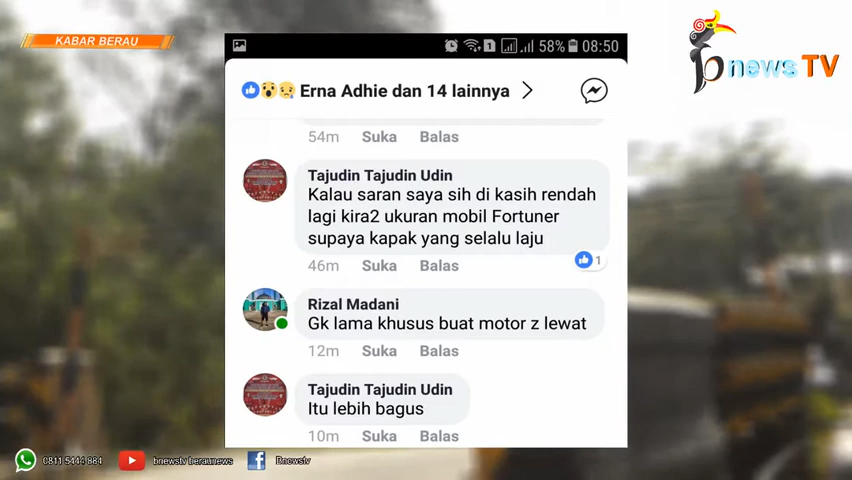 KABAR BERAU
bnews TV
58% 08:50
Erna Adhie dan 14 lainnya
54m Suka Balas
Tajudin Tajudin Udin
Kalau saran saya sih di kasih rendah
lagi kira2 ukuran mobil Fortuner
supaya kapak yang selalu laju
46m Suka Balas
1
Rizal Madani
Gk lama khusus buat motor z lewat
12m Suka Balas
Tajudin Tajudin Udin
Itu lebih bagus
10m Suka Balas
0811 5444 884 bnewstv beraunews Bnewstv